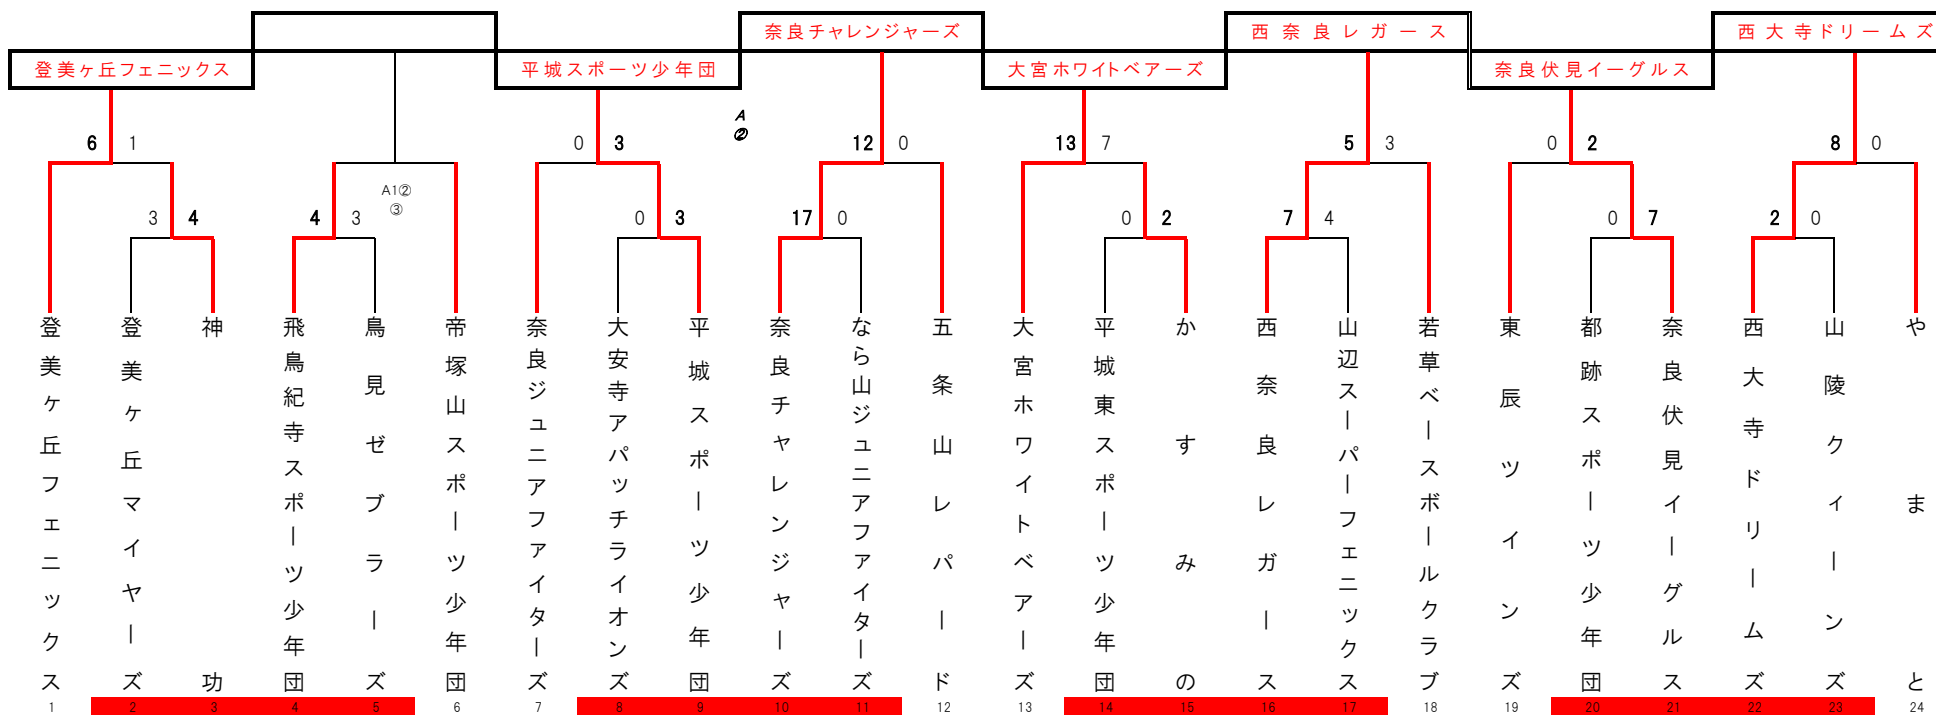 奈良チャレンジャーズ
西奈良レガース
西大寺ドリームズ
登美ヶ丘フェニックス
平城スポーツ少年団
大宮ホワイトベアーズ
奈良伏見イーグルス
A
②
6 1
0 3
12 0
13 7
5 3
0 2
8 0
A1②
③
3 4
4 3
0 3
17 0
0 2
7 4
0 7
2 0
登美ヶ丘フェニックス
登美ヶ丘マイヤーズ
神功
飛鳥紀寺スポーツ少年団
鳥見ゼブラーズ
帝塚山スポーツ少年団
奈良ジュニアファイターズ
大安寺アパッチライオンズ
平城スポーツ少年団
奈良チャレンジャーズ
なら山ジュニアファイターズ
五条山レパード
大宮ホワイトベアーズ
平城東スポーツ少年団
かすみの
西奈良レガース
山辺スーパーフェニックス
若草ベースボールクラブ
東辰ツインズ
都跡スポーツ少年団
奈良伏見イーグルス
西大寺ドリームズ
山陵クィーンズ
やまと
1 2 3 4 5 6 7 8 9 10 11 12 13 14 15 16 17 18 19 20 21 22 23 24